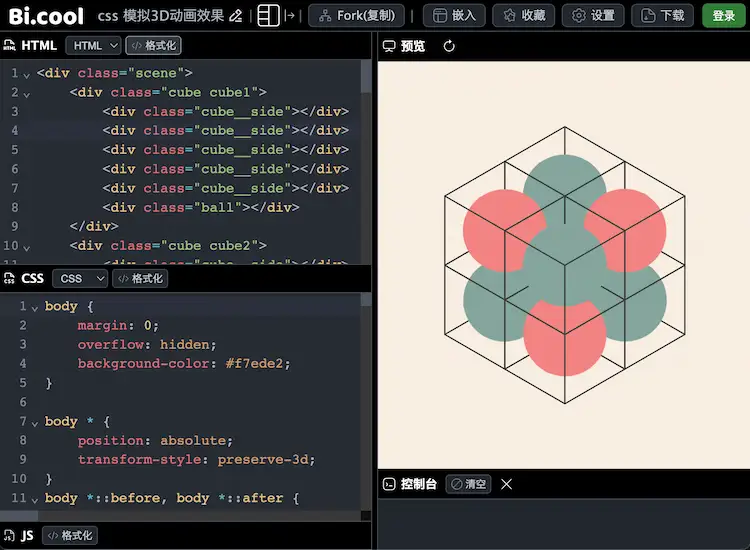 Bi.cool css 模拟3D动画效果 Fork(复制) 嵌入 收藏 设置 下载 登录
HTML HTML 格式化
1 <div class="scene">
2 <div class="cube cube1">
3 <div class="cube__side"></div>
4 <div class="cube__side"></div>
5 <div class="cube__side"></div>
6 <div class="cube__side"></div>
7 <div class="cube__side"></div>
8 <div class="ball"></div>
9 </div>
10 <div class="cube cube2">
11 <div class="cube__side"></div>
CSS CSS 格式化
1 body {
2 margin: 0;
3 overflow: hidden;
4 background-color: #f7ede2;
5 }
6
7 body * {
8 position: absolute;
9 transform-style: preserve-3d;
10 }
11 body *::before, body *::after {
JS 格式化
预览
控制台 清空